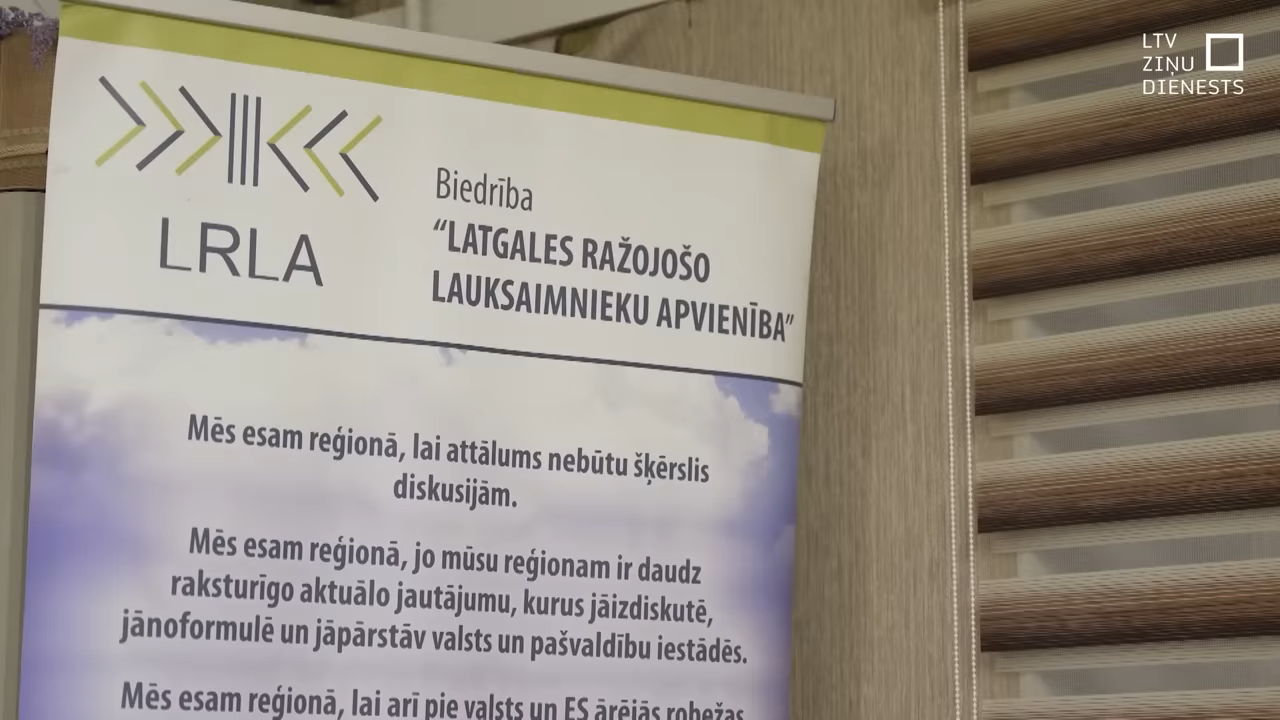 LTV
ZIŅU
DIENESTS
LRLA
Biedrība
“LATGALES RAŽOJOŠO
LAUKSAIMNIEKU APVIENĪBA”
Mēs esam reģionā, lai attālums nebūtu šķērslis
diskusijām.
Mēs esam reģionā, jo mūsu reģionam ir daudz
raksturīgo aktuālo jautājumu, kurus jāizdiskutē,
jānoformulē un jāpārstāv valsts un pašvaldību iestādēs.
Mēs esam reģionā, lai arī pie valsts un ES ārējās robežas